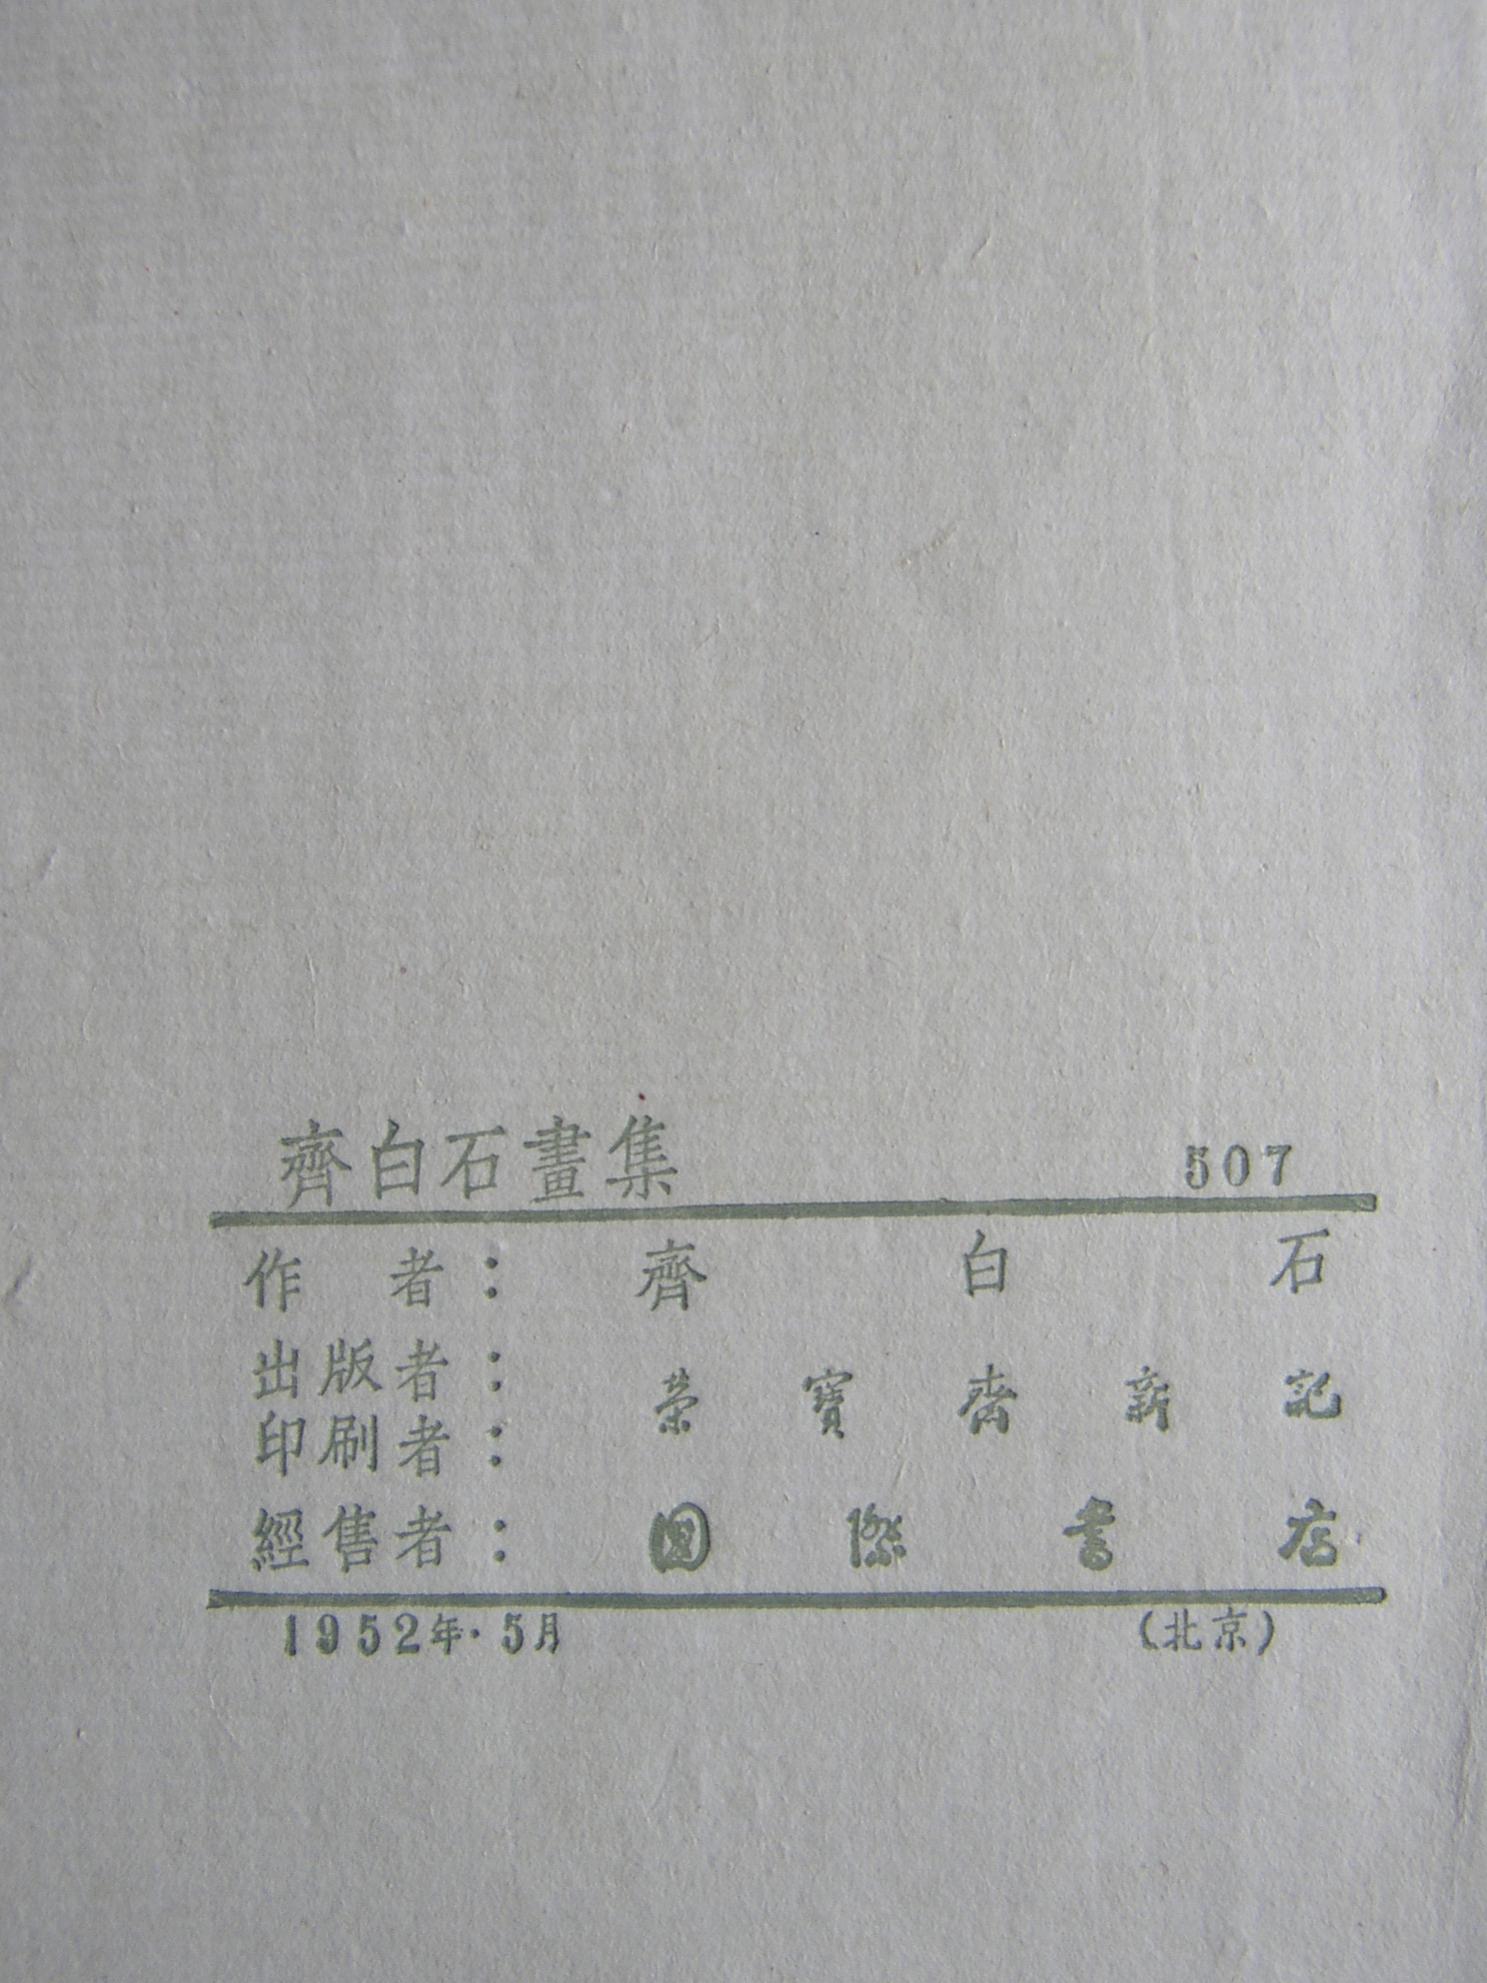 齊白石畫集 507
作 者： 齊 白 石
出版者：
印刷者： 榮 寶 齋 新 記
經售者： 國 際 書 店
1952年·5月 （北京）